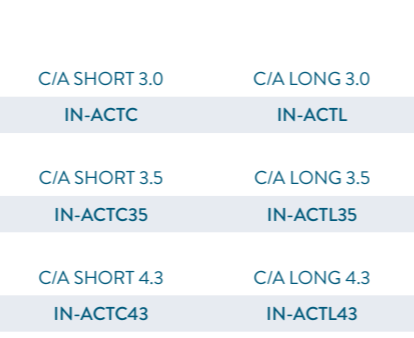 C/A SHORT 3.0 C/A LONG 3.0
IN-ACTC IN-ACTL
C/A SHORT 3.5 C/A LONG 3.5
IN-ACTC35 IN-ACTL35
C/A SHORT 4.3 C/A LONG 4.3
IN-ACTC43 IN-ACTL43